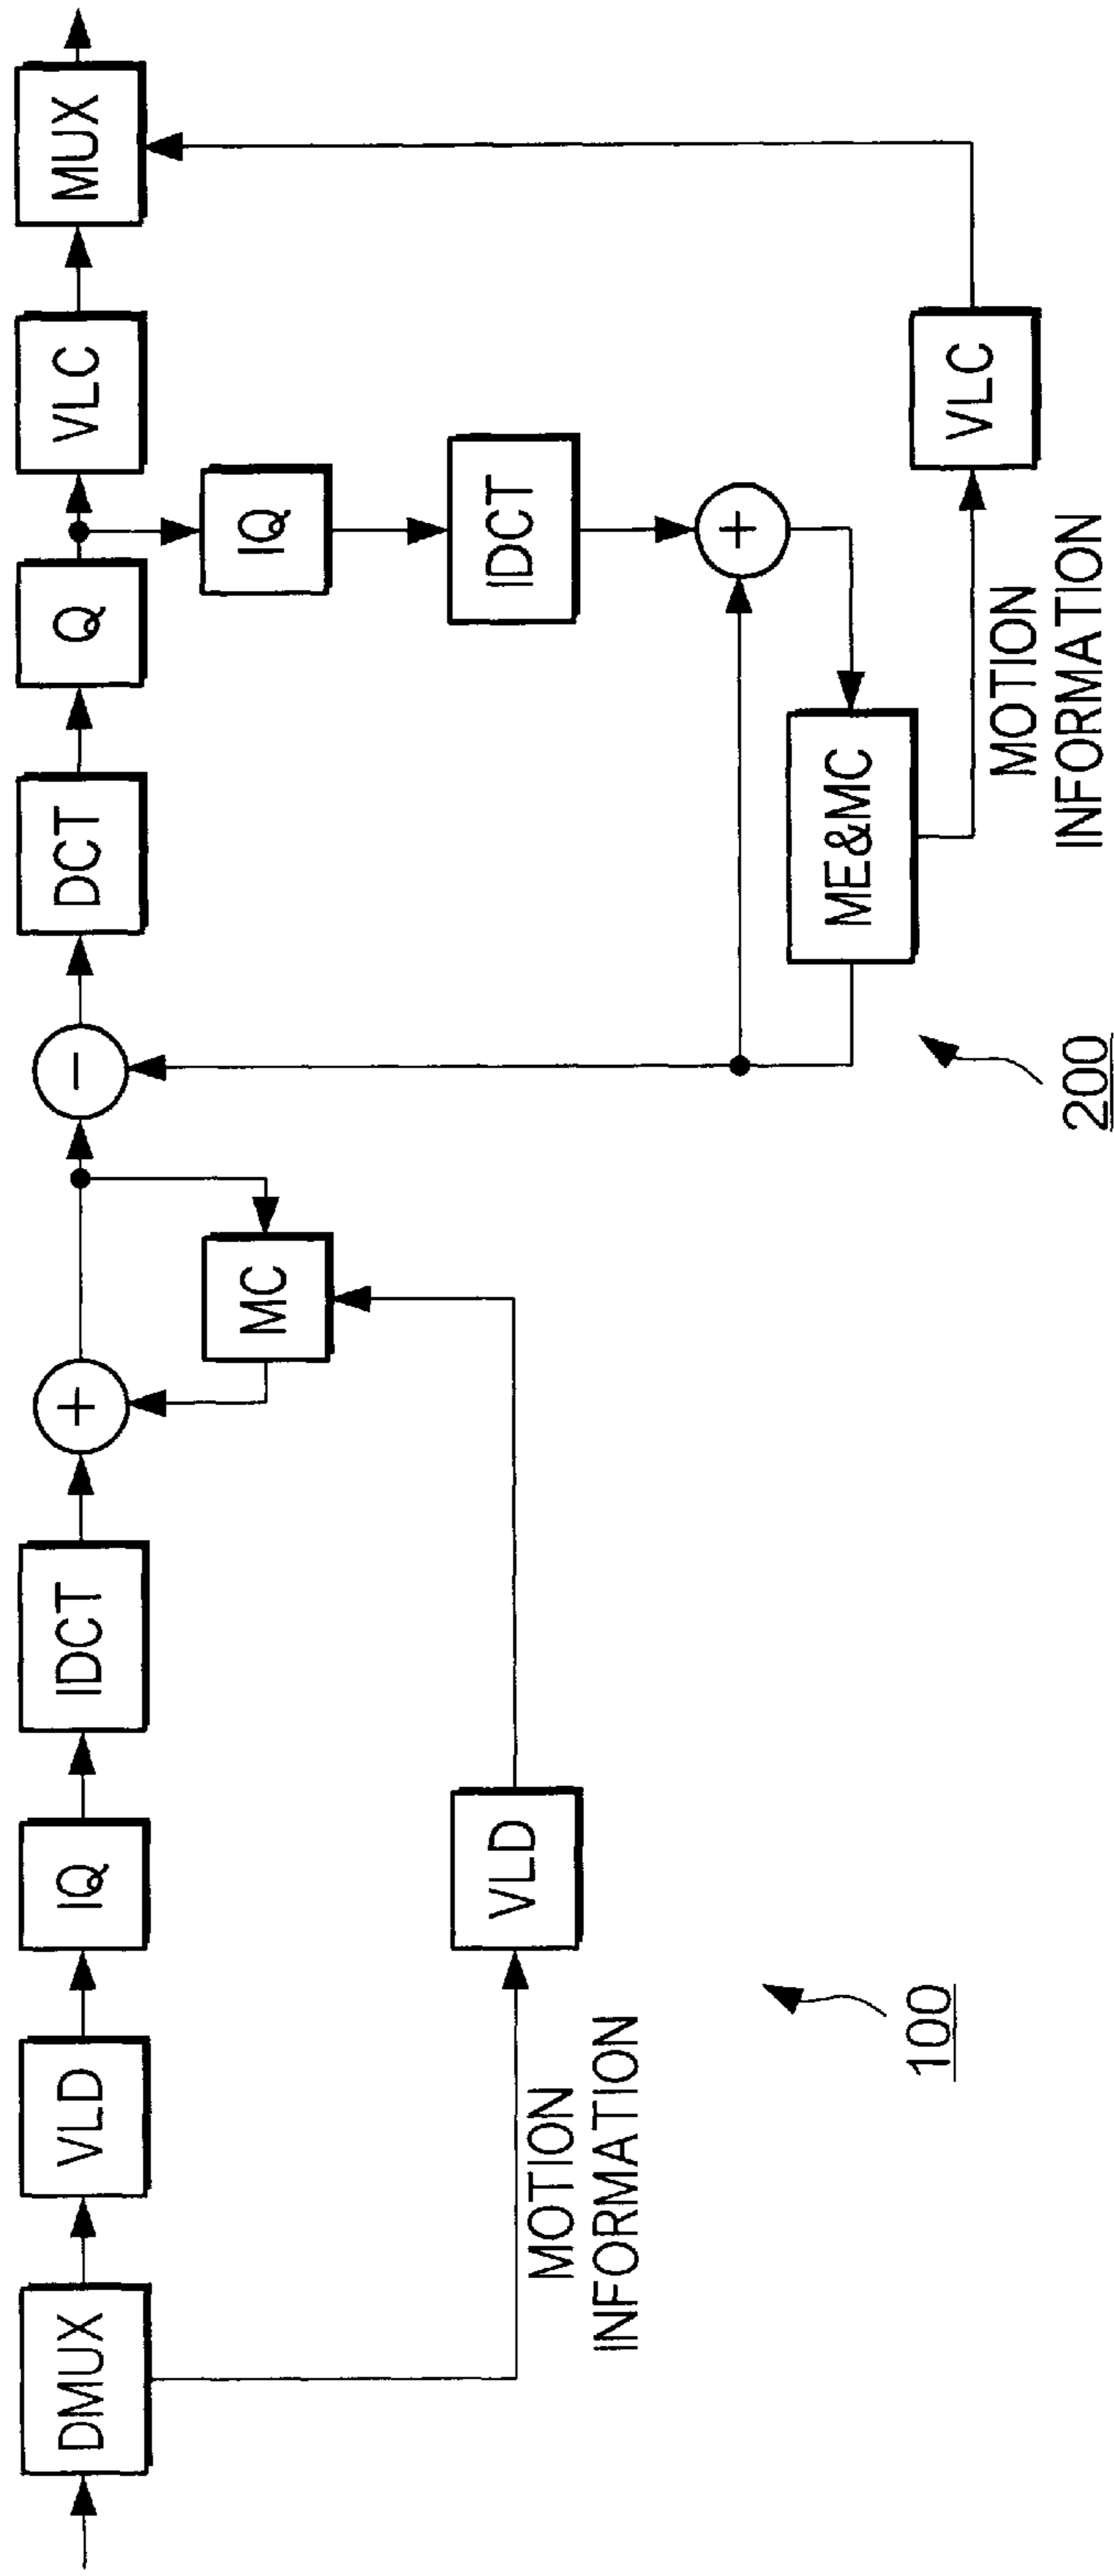 DMUX
VLD
IQ
IDCT
+
−
DCT
Q
VLC
MUX
MC
IQ
VLD
IDCT
+
MOTION
INFORMATION
ME&MC
VLC
MOTION
INFORMATION
100
200